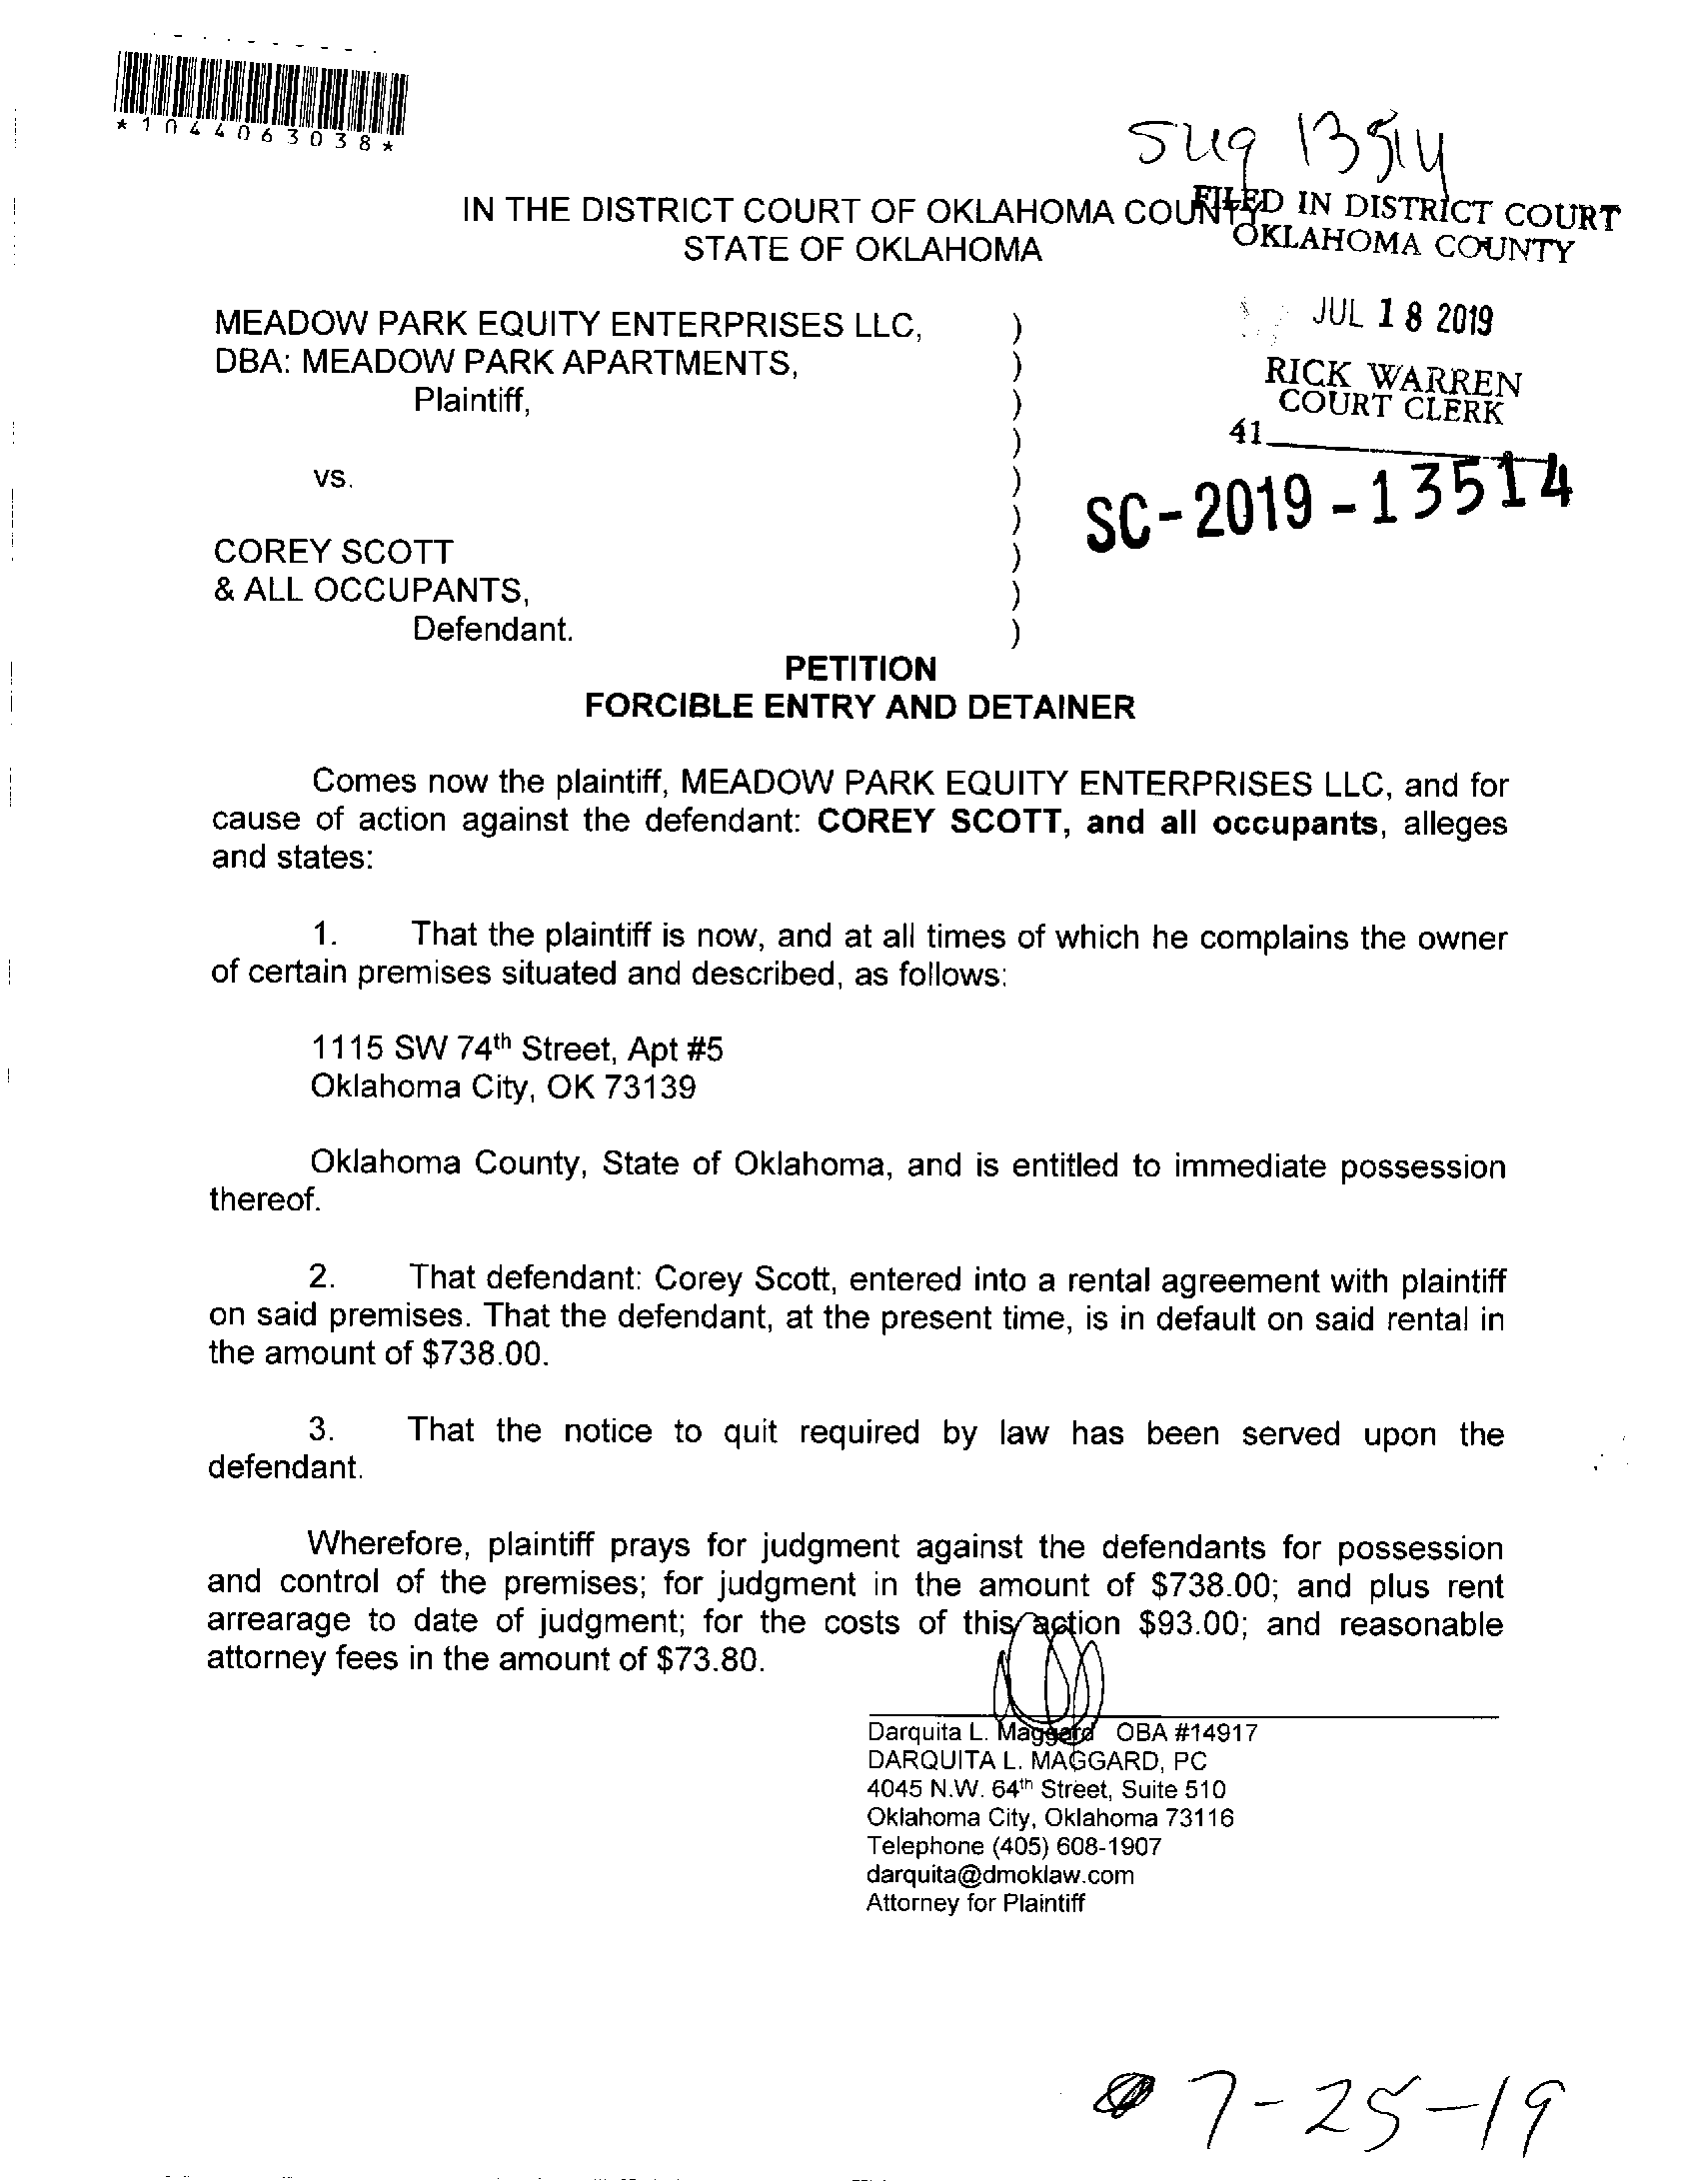 *1044063038*
13514
IN THE DISTRICT COURT OF OKLAHOMA COUNTY
STATE OF OKLAHOMA
FILED IN DISTRICT COURT
OKLAHOMA COUNTY
JUL 18 2019
RICK WARREN
COURT CLERK
41
SC-2019-13514
MEADOW PARK EQUITY ENTERPRISES LLC, )
DBA: MEADOW PARK APARTMENTS, )
Plaintiff, )
)
vs. )
)
COREY SCOTT )
& ALL OCCUPANTS, )
Defendant. )
PETITION
FORCIBLE ENTRY AND DETAINER
Comes now the plaintiff, MEADOW PARK EQUITY ENTERPRISES LLC, and for
cause of action against the defendant: COREY SCOTT, and all occupants, alleges
and states:
1. That the plaintiff is now, and at all times of which he complains the owner
of certain premises situated and described, as follows:
1115 SW 74th Street, Apt #5
Oklahoma City, OK 73139
Oklahoma County, State of Oklahoma, and is entitled to immediate possession
thereof.
2. That defendant: Corey Scott, entered into a rental agreement with plaintiff
on said premises. That the defendant, at the present time, is in default on said rental in
the amount of $738.00.
3. That the notice to quit required by law has been served upon the
defendant.
Wherefore, plaintiff prays for judgment against the defendants for possession
and control of the premises; for judgment in the amount of $738.00; and plus rent
arrearage to date of judgment; for the costs of this action $93.00; and reasonable
attorney fees in the amount of $73.80.
Darquita L. Maggard OBA #14917
DARQUITA L. MAGGARD, PC
4045 N.W. 64th Street, Suite 510
Oklahoma City, Oklahoma 73116
Telephone (405) 608-1907
darquita@dmoklaw.com
Attorney for Plaintiff
7-25-19